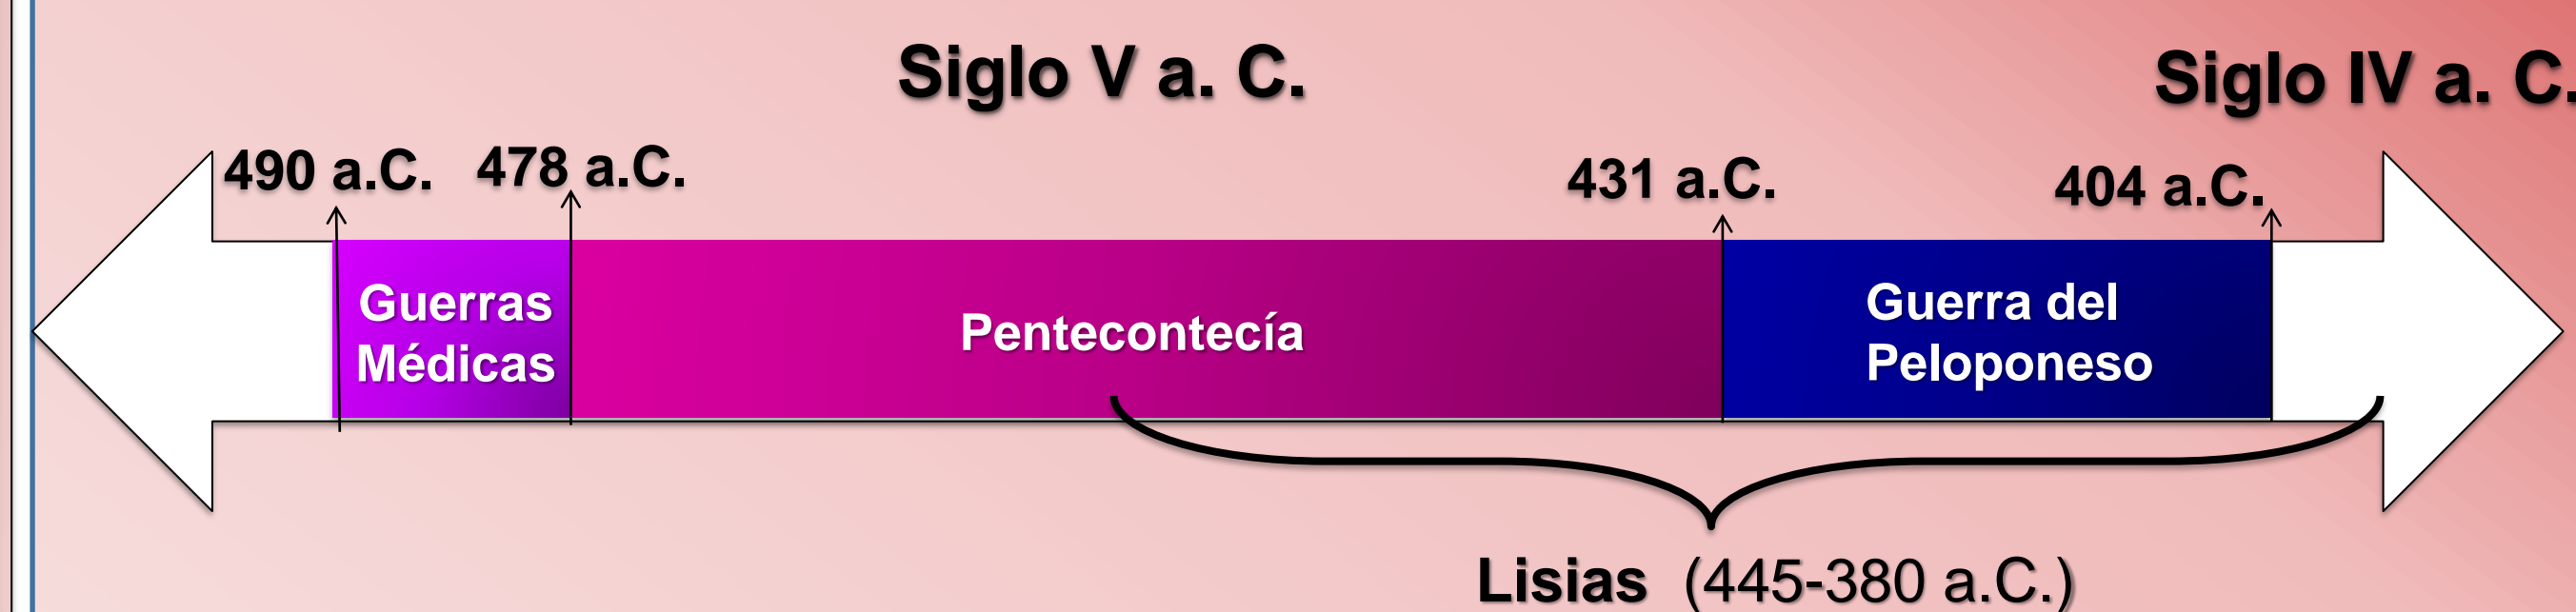 Siglo V a. C.
Siglo IV a. C.
490 a.C.
478 a.C.
431 a.C.
404 a.C.
Guerras
Médicas
Pentecontecía
Guerra del
Peloponeso
Lisias (445-380 a.C.)